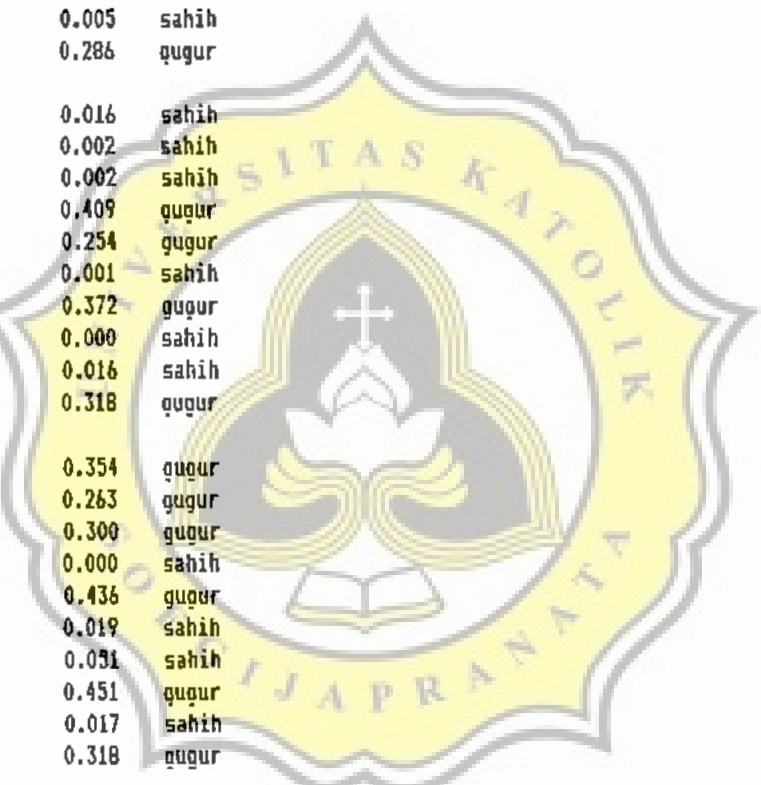 0.005 sahih
0.286 gugur
0.016 sahih
0.002 sahih
0.002 sahih
0.409 gugur
0.254 gugur
0.001 sahih
0.372 gugur
0.000 sahih
0.016 sahih
0.318 gugur
0.354 gugur
0.263 gugur
0.300 gugur
0.000 sahih
0.436 gugur
0.019 sahih
0.031 sahih
0.451 gugur
0.017 sahih
0.318 gugur
UNIVERSITAS KATOLIK
SOEGIJAPRANATA